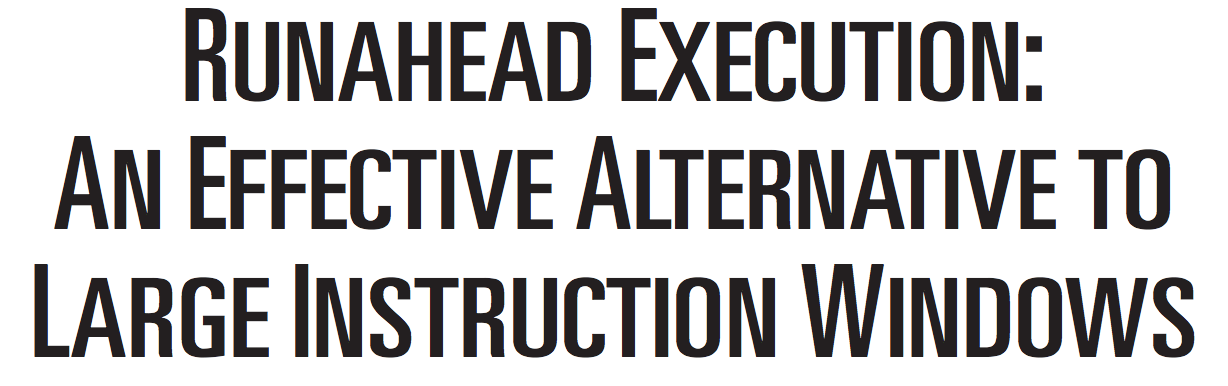 RUNAHEAD EXECUTION:
AN EFFECTIVE ALTERNATIVE TO
LARGE INSTRUCTION WINDOWS